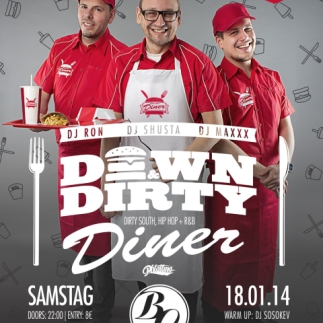 Diner
DJ RON
DJ SHUSTA
DJ MAXXX
DOWN
&
DIRTY
DIRTY SOUTH, HIP HOP + R&B
Diner
SAMSTAG
DOORS: 22:00 | ENTRY: 8€
18.01.14
WARM UP: DJ SOSOKEV